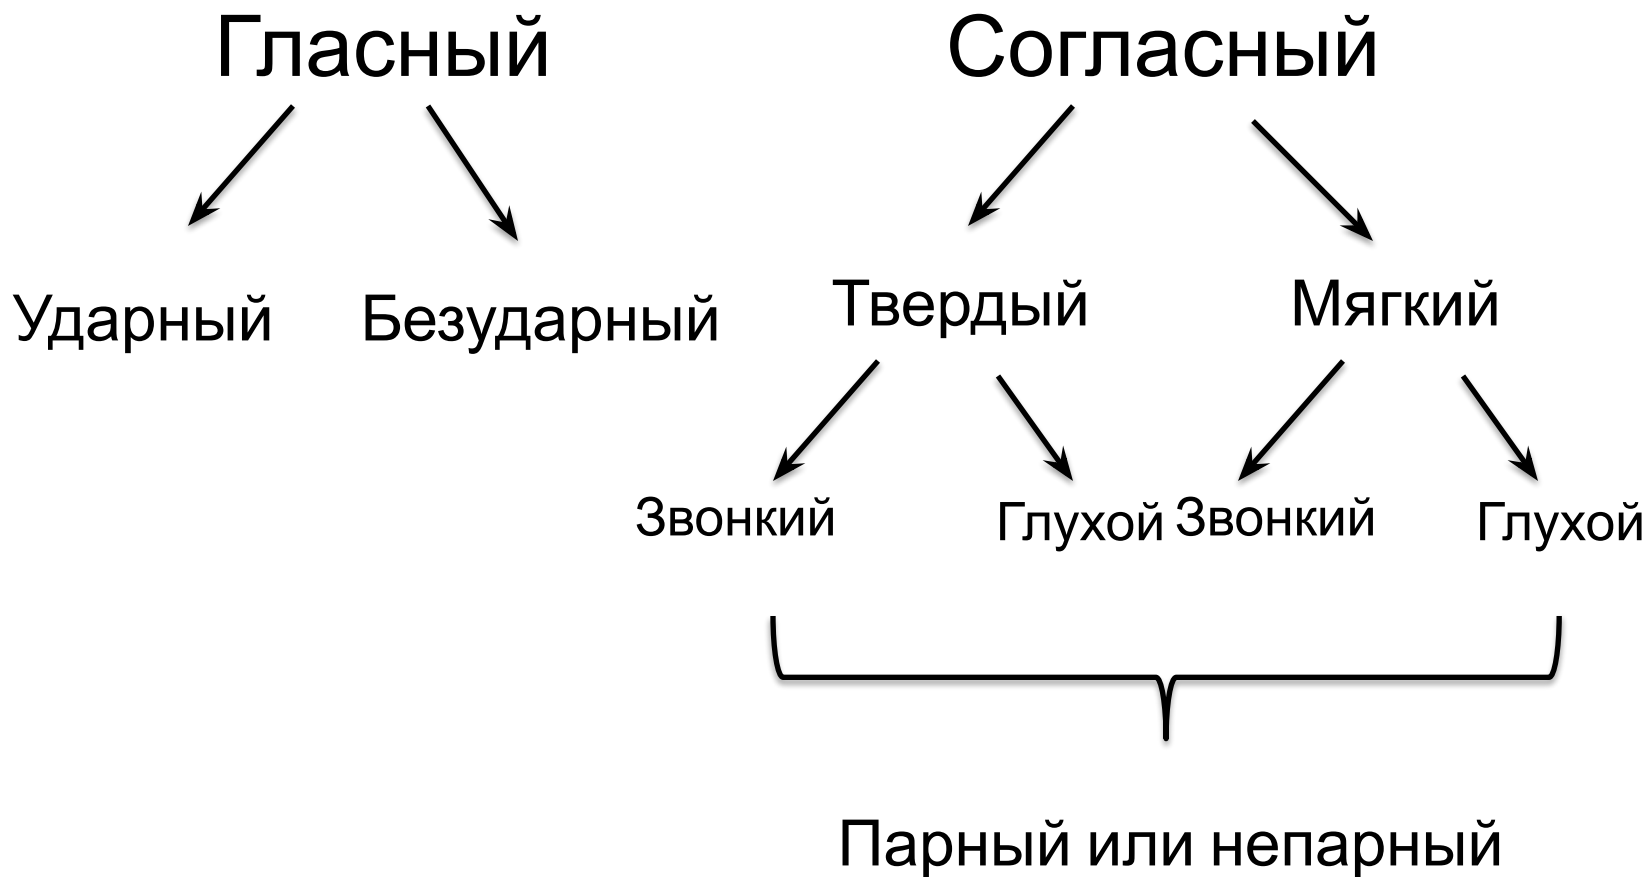 Гласный Согласный
Ударный Безударный Твердый Мягкий
Звонкий Глухой Звонкий Глухой
Парный или непарный